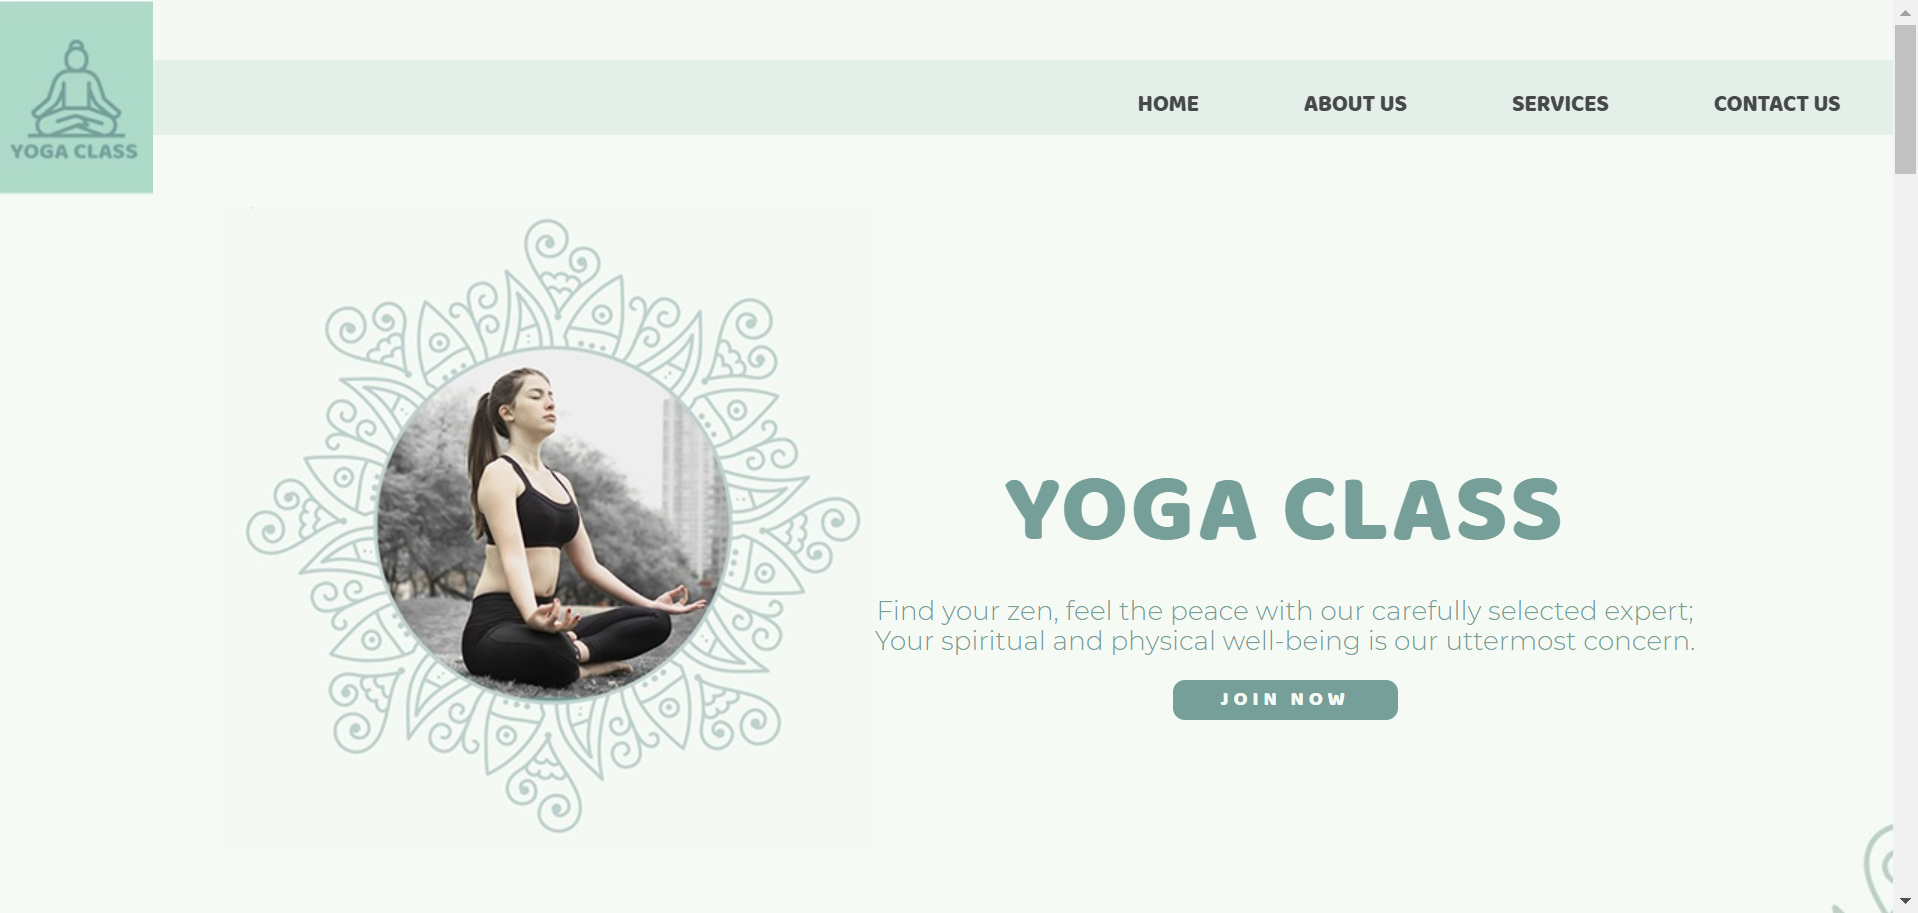 YOGA CLASS
HOME ABOUT US SERVICES CONTACT US
YOGA CLASS
Find your zen, feel the peace with our carefully selected expert;
Your spiritual and physical well-being is our uttermost concern.
JOIN NOW